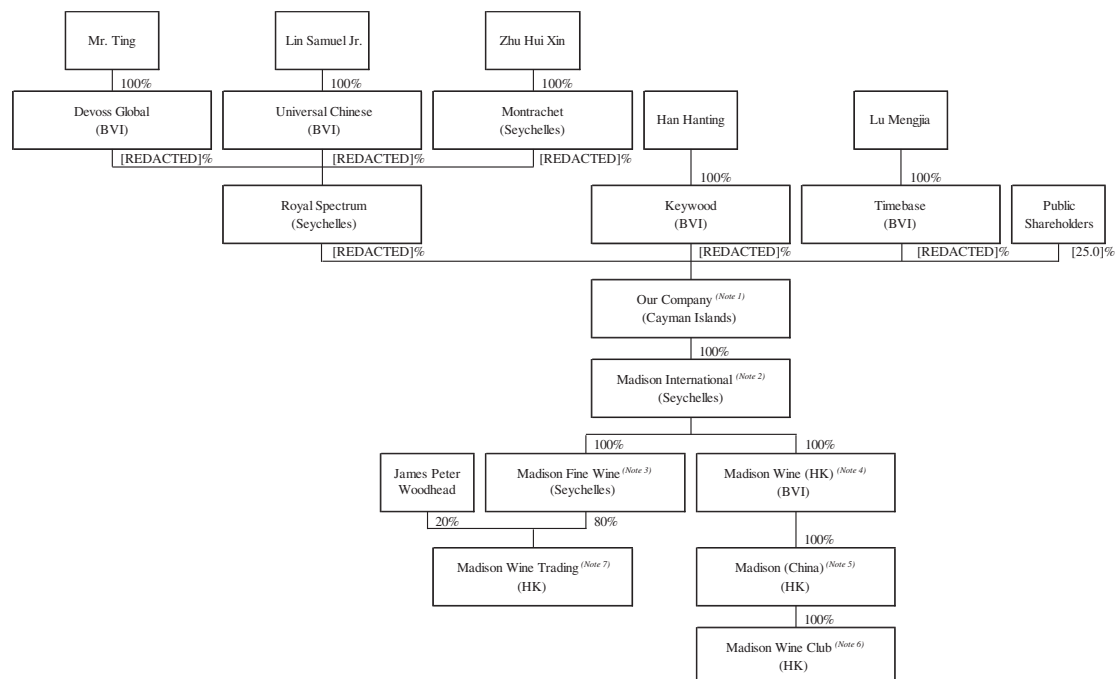 Mr. Ting
Lin Samuel Jr.
Zhu Hui Xin
100%
100%
100%
Devoss Global
(BVI)
Universal Chinese
(BVI)
Montrachet
(Seychelles)
Han Hanting
Lu Mengjia
[REDACTED]%
[REDACTED]%
[REDACTED]%
100%
100%
Royal Spectrum
(Seychelles)
Keywood
(BVI)
Timebase
(BVI)
Public
Shareholders
[REDACTED]%
[REDACTED]%
[REDACTED]%
[25.0]%
Our Company (Note 1)
(Cayman Islands)
100%
Madison International (Note 2)
(Seychelles)
100%
100%
James Peter
Woodhead
Madison Fine Wine (Note 3)
(Seychelles)
Madison Wine (HK) (Note 4)
(BVI)
20%
80%
100%
Madison Wine Trading (Note 7)
(HK)
Madison (China) (Note 5)
(HK)
100%
Madison Wine Club (Note 6)
(HK)